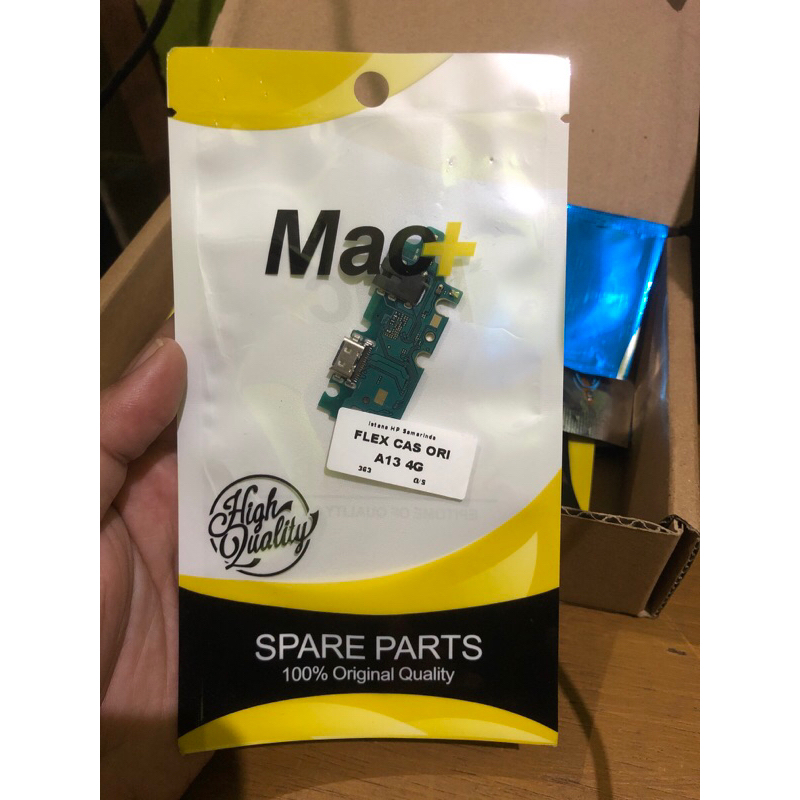 Mac+
Istana HP Samarinda
FLEX CAS ORI
A13 4G
363
High
Quality
SPARE PARTS
100% Original Quality